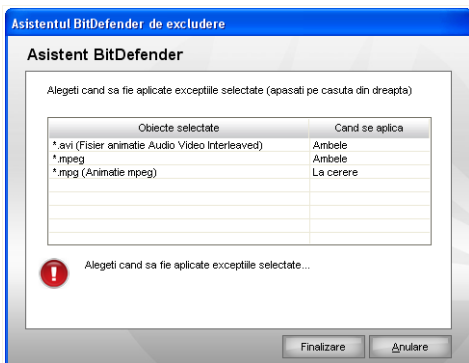 Asistentul BitDefender de excludere
Asistent BitDefender
Alegeti cand sa fie aplicate exceptiile selectate (apasati pe casuta din dreapta)
Obiecte selectate Cand se aplica
*.avi (Fisier animatie Audio Video Interleaved) Ambele
*.mpeg Ambele
*.mpg (Animatie mpeg) La cerere
Alegeti cand sa fie aplicate exceptiile selectate...
Finalizare Anulare